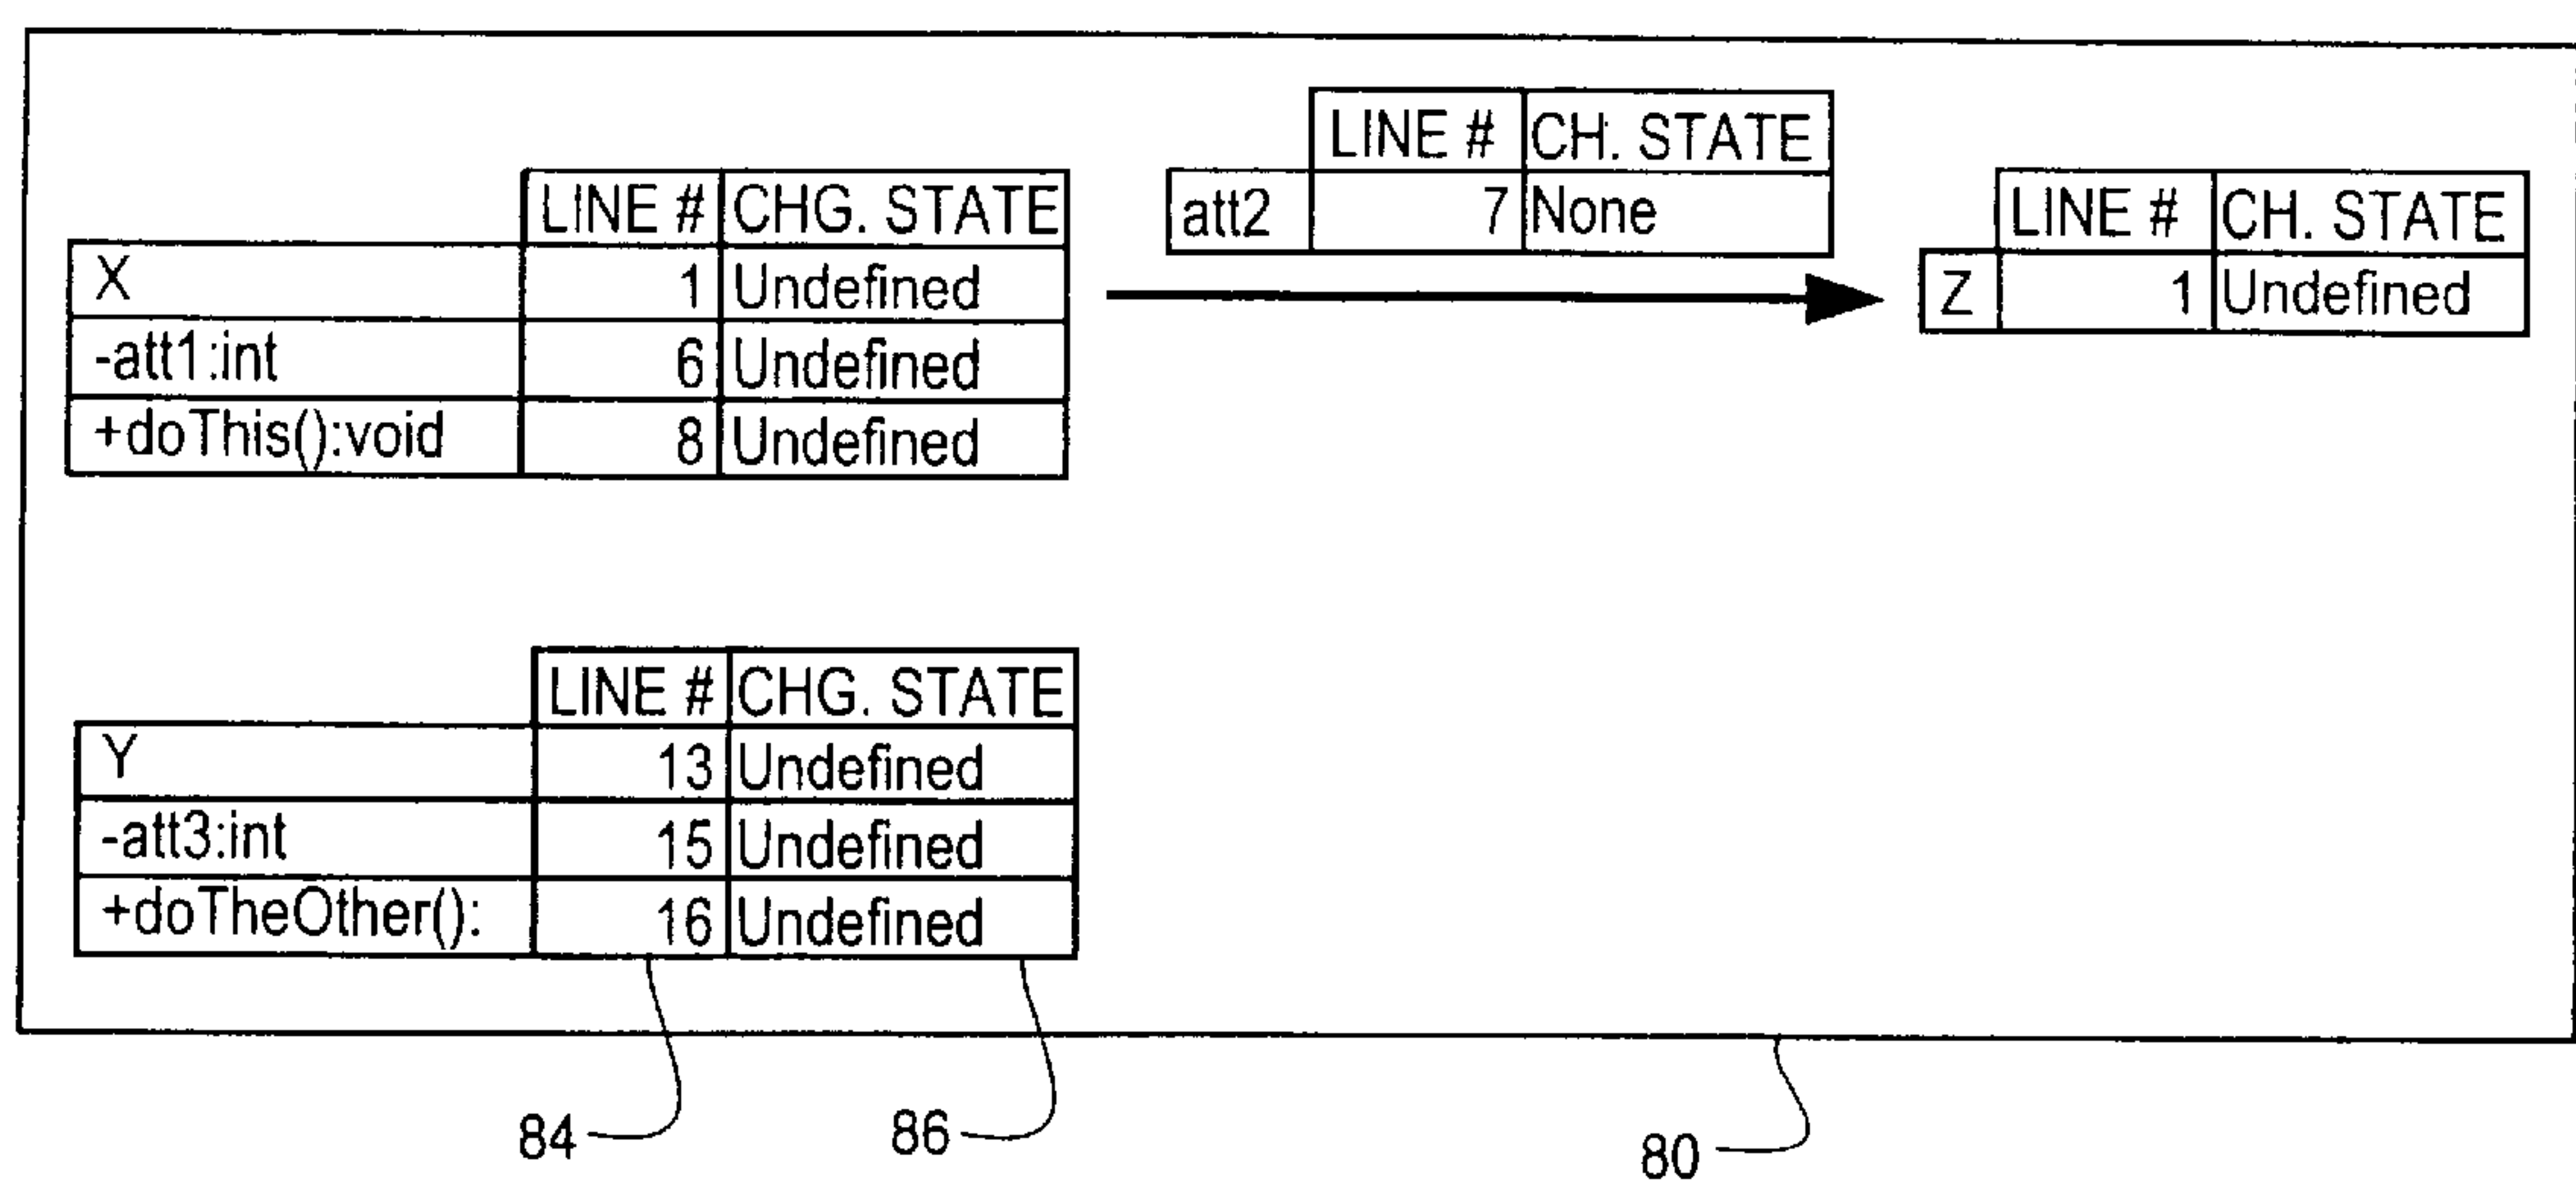 LINE # CHG. STATE
X 1 Undefined
-att1:int 6 Undefined
+doThis():void 8 Undefined
LINE # CH. STATE
att2 7 None
LINE # CH. STATE
Z 1 Undefined
LINE # CHG. STATE
Y 13 Undefined
-att3:int 15 Undefined
+doTheOther(): 16 Undefined
84 86 80